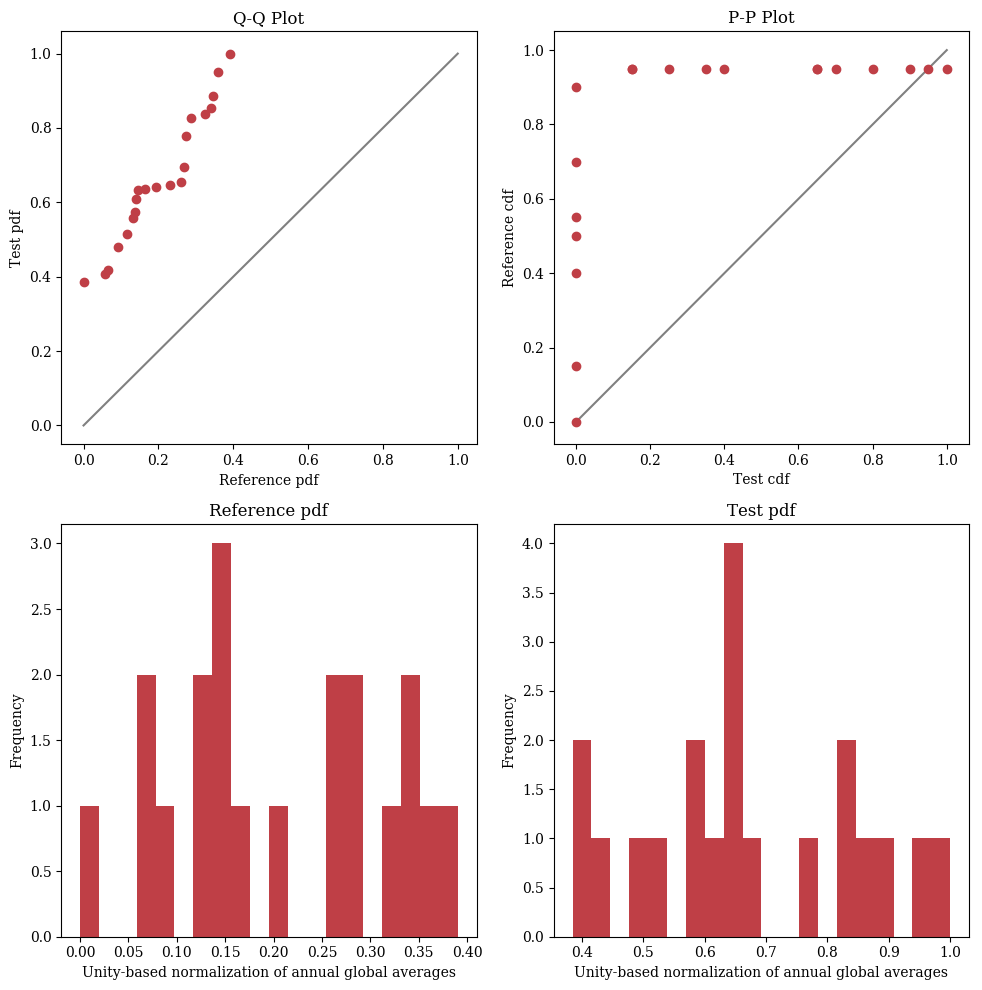 Q-Q Plot
1.0
0.8
0.6
0.4
0.2
0.0
Test pdf
0.0 0.2 0.4 0.6 0.8 1.0
Reference pdf
P-P Plot
1.0
0.8
0.6
0.4
0.2
0.0
Reference cdf
0.0 0.2 0.4 0.6 0.8 1.0
Test cdf
Reference pdf
3.0
2.5
2.0
1.5
1.0
0.5
0.0
Frequency
0.00 0.05 0.10 0.15 0.20 0.25 0.30 0.35 0.40
Unity-based normalization of annual global averages
Test pdf
4.0
3.5
3.0
2.5
2.0
1.5
1.0
0.5
0.0
Frequency
0.4 0.5 0.6 0.7 0.8 0.9 1.0
Unity-based normalization of annual global averages